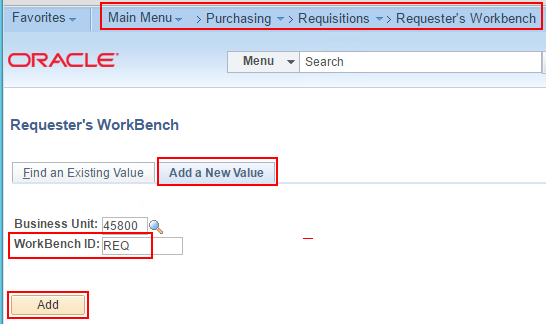 Favorites Main Menu > Purchasing > Requisitions > Requester's Workbench
ORACLE
Menu Search
Requester's WorkBench
Find an Existing Value Add a New Value
Business Unit: 45800
WorkBench ID: REQ
Add